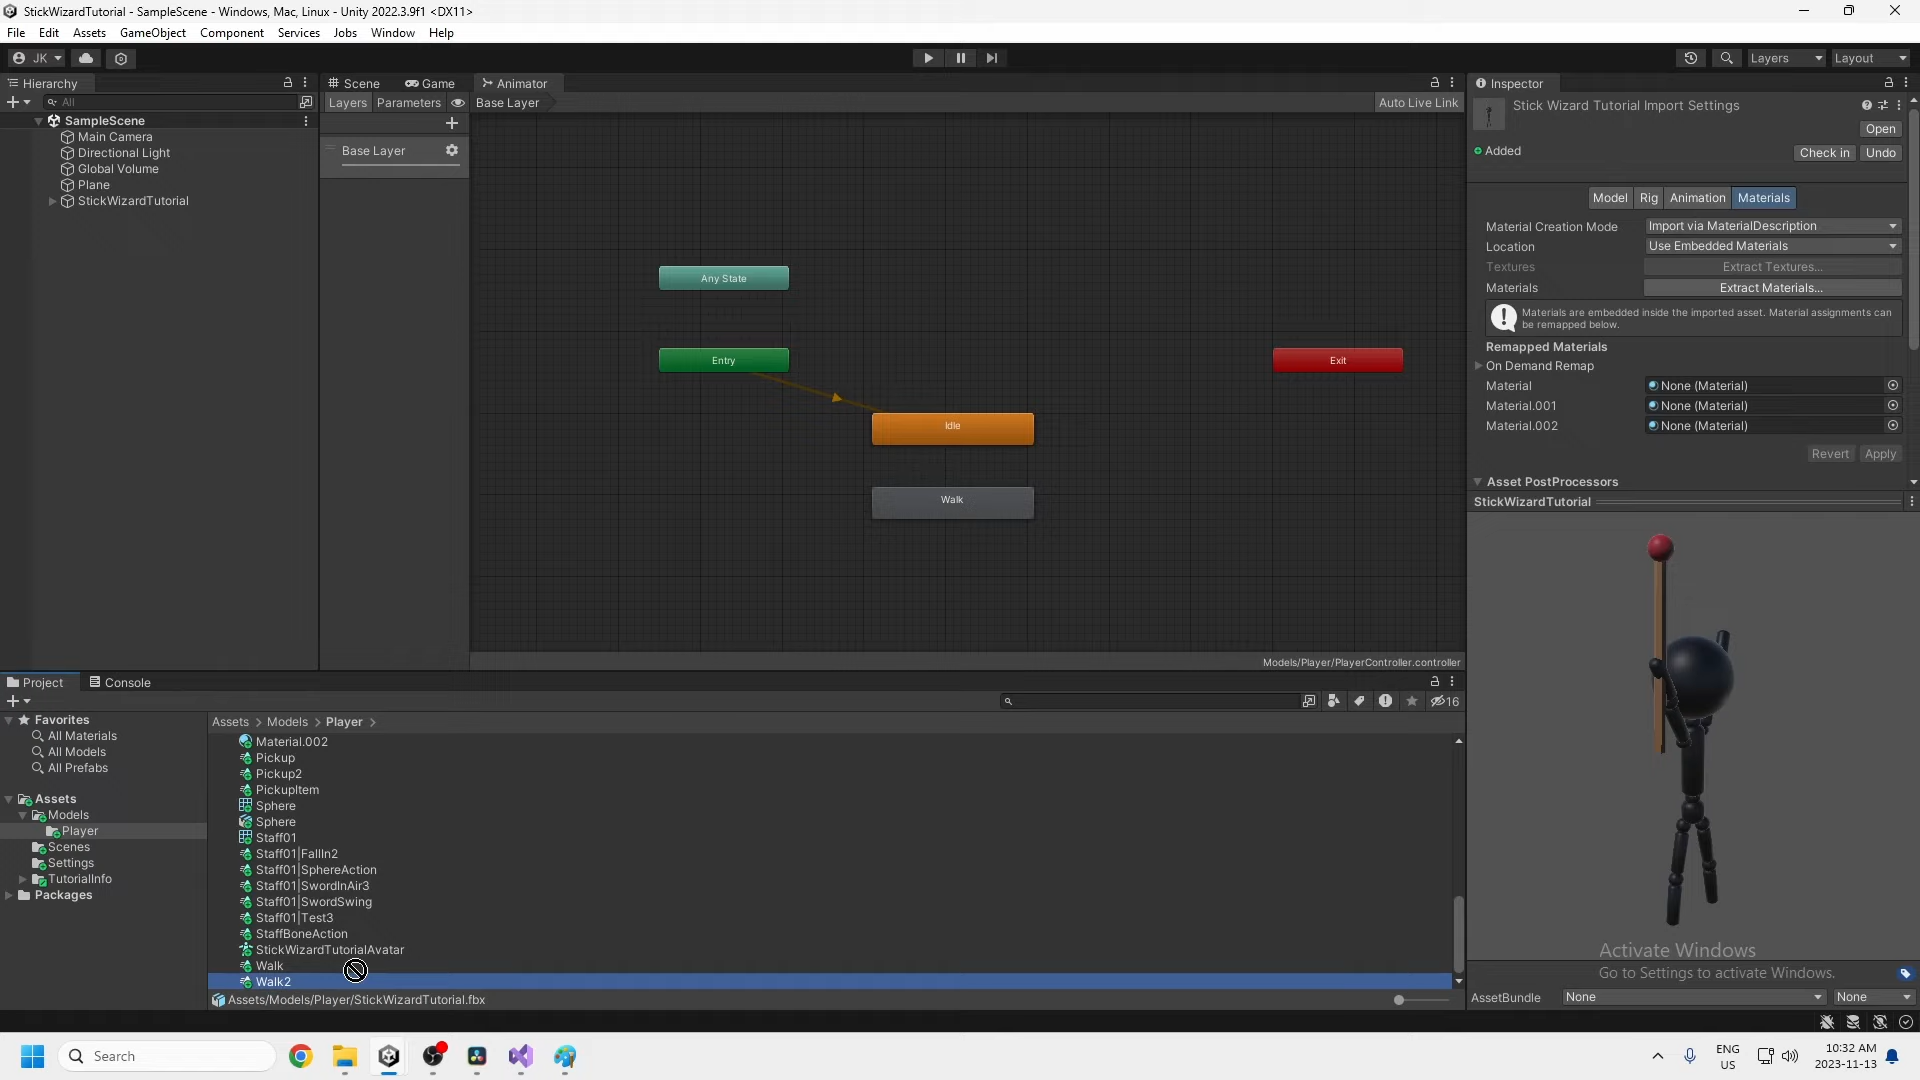 StickWizardTutorial - SampleScene - Windows, Mac, Linux - Unity 2022.3.9f1 <DX11>
File Edit Assets GameObject Component Services Jobs Window Help
JK Layers Layout
Hierarchy
All
SampleScene
Main Camera
Directional Light
Global Volume
Plane
StickWizardTutorial
Scene Game Animator
Layers Parameters Base Layer Auto Live Link
Base Layer
Any State
Entry
Exit
Idle
Walk
Models/Player/PlayerController.controller
Inspector
Stick Wizard Tutorial Import Settings
Open
Added Check in Undo
Model Rig Animation Materials
Material Creation Mode Import via MaterialDescription
Location Use Embedded Materials
Textures Extract Textures...
Materials Extract Materials...
Materials are embedded inside the imported asset. Material assignments can
be remapped below.
Remapped Materials
On Demand Remap
Material None (Material)
Material.001 None (Material)
Material.002 None (Material)
Revert Apply
Asset PostProcessors
StickWizardTutorial
Activate Windows
Go to Settings to activate Windows.
AssetBundle None None
Project Console
16
Favorites
All Materials
All Models
All Prefabs
Assets
Models
Player
Scenes
Settings
TutorialInfo
Packages
Assets > Models > Player >
Material.002
Pickup
Pickup2
PickupItem
Sphere
Sphere
Staff01
Staff01|FallIn2
Staff01|SphereAction
Staff01|SwordInAir3
Staff01|SwordSwing
Staff01|Test3
StaffBoneAction
StickWizardTutorialAvatar
Walk
Walk2
Assets/Models/Player/StickWizardTutorial.fbx
Search
ENG
US
10:32 AM
2023-11-13